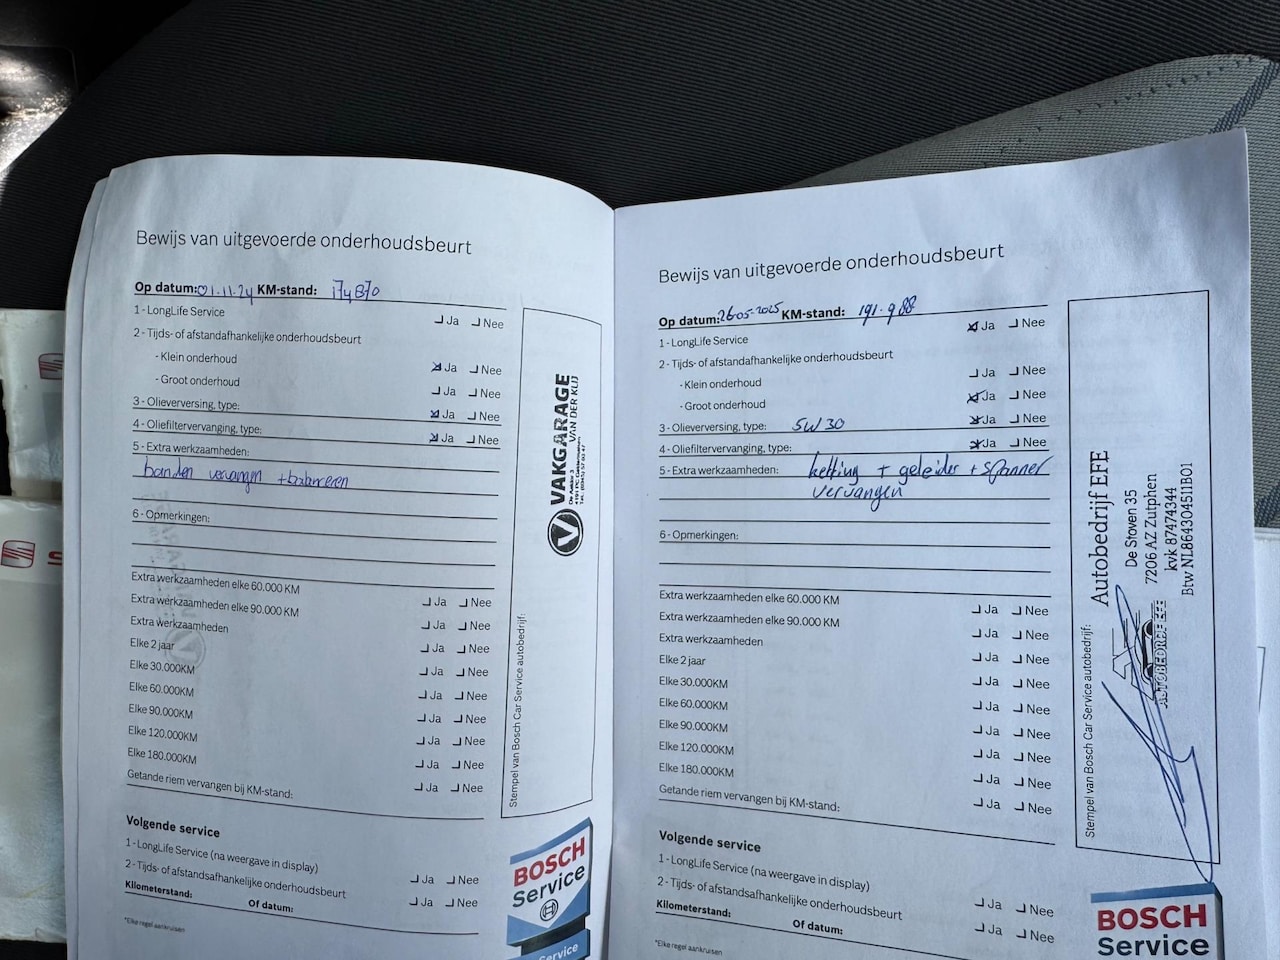 Bewijs van uitgevoerde onderhoudsbeurt
Op datum: 01-11-24 KM-stand: 174870
1 - LongLife Service Ja Nee
2 - Tijds- of afstandafhankelijke onderhoudsbeurt
- Klein onderhoud Ja Nee
- Groot onderhoud Ja Nee
3 - Olieverversing, type: Ja Nee
4 - Oliefiltervervanging, type: Ja Nee
5 - Extra werkzaamheden:
banden vervangen + balanceren
6 - Opmerkingen:
Extra werkzaamheden elke 60.000 KM Ja Nee
Extra werkzaamheden elke 90.000 KM Ja Nee
Extra werkzaamheden Ja Nee
Elke 2 jaar Ja Nee
Elke 30.000KM Ja Nee
Elke 60.000KM Ja Nee
Elke 90.000KM Ja Nee
Elke 120.000KM Ja Nee
Elke 180.000KM Ja Nee
Getande riem vervangen bij KM-stand:
Volgende service
1 - LongLife Service (na weergave in display) Ja Nee
2 - Tijds- of afstandsafhankelijke onderhoudsbeurt Ja Nee
Kilometerstand: Of datum:
*Elke regel aankruisen
Stempel van Bosch Car Service autobedrijf:
VAKGARAGE
VAN DER KLIJ
BOSCH
Service
Service
Bewijs van uitgevoerde onderhoudsbeurt
Op datum: 26-05-2025 KM-stand: 191.988
1 - LongLife Service Ja Nee
2 - Tijds- of afstandafhankelijke onderhoudsbeurt
- Klein onderhoud Ja Nee
- Groot onderhoud Ja Nee
3 - Olieverversing, type: 5W30 Ja Nee
4 - Oliefiltervervanging, type: Ja Nee
5 - Extra werkzaamheden: ketting + geleider + spanner
vervangen
6 - Opmerkingen:
Extra werkzaamheden elke 60.000 KM Ja Nee
Extra werkzaamheden elke 90.000 KM Ja Nee
Extra werkzaamheden Ja Nee
Elke 2 jaar Ja Nee
Elke 30.000KM Ja Nee
Elke 60.000KM Ja Nee
Elke 90.000KM Ja Nee
Elke 120.000KM Ja Nee
Elke 180.000KM Ja Nee
Getande riem vervangen bij KM-stand: Ja Nee
Volgende service
1 - LongLife Service (na weergave in display) Ja Nee
2 - Tijds- of afstandsafhankelijke onderhoudsbeurt Ja Nee
Kilometerstand: Of datum:
*Elke regel aankruisen
Stempel van Bosch Car Service autobedrijf:
Autobedrijf EFE
De Stoven 35
7206 AZ Zutphen
kvk 87474344
Btw NL864304511B01
AUTOBEDRIJF EFE
BOSCH
Service